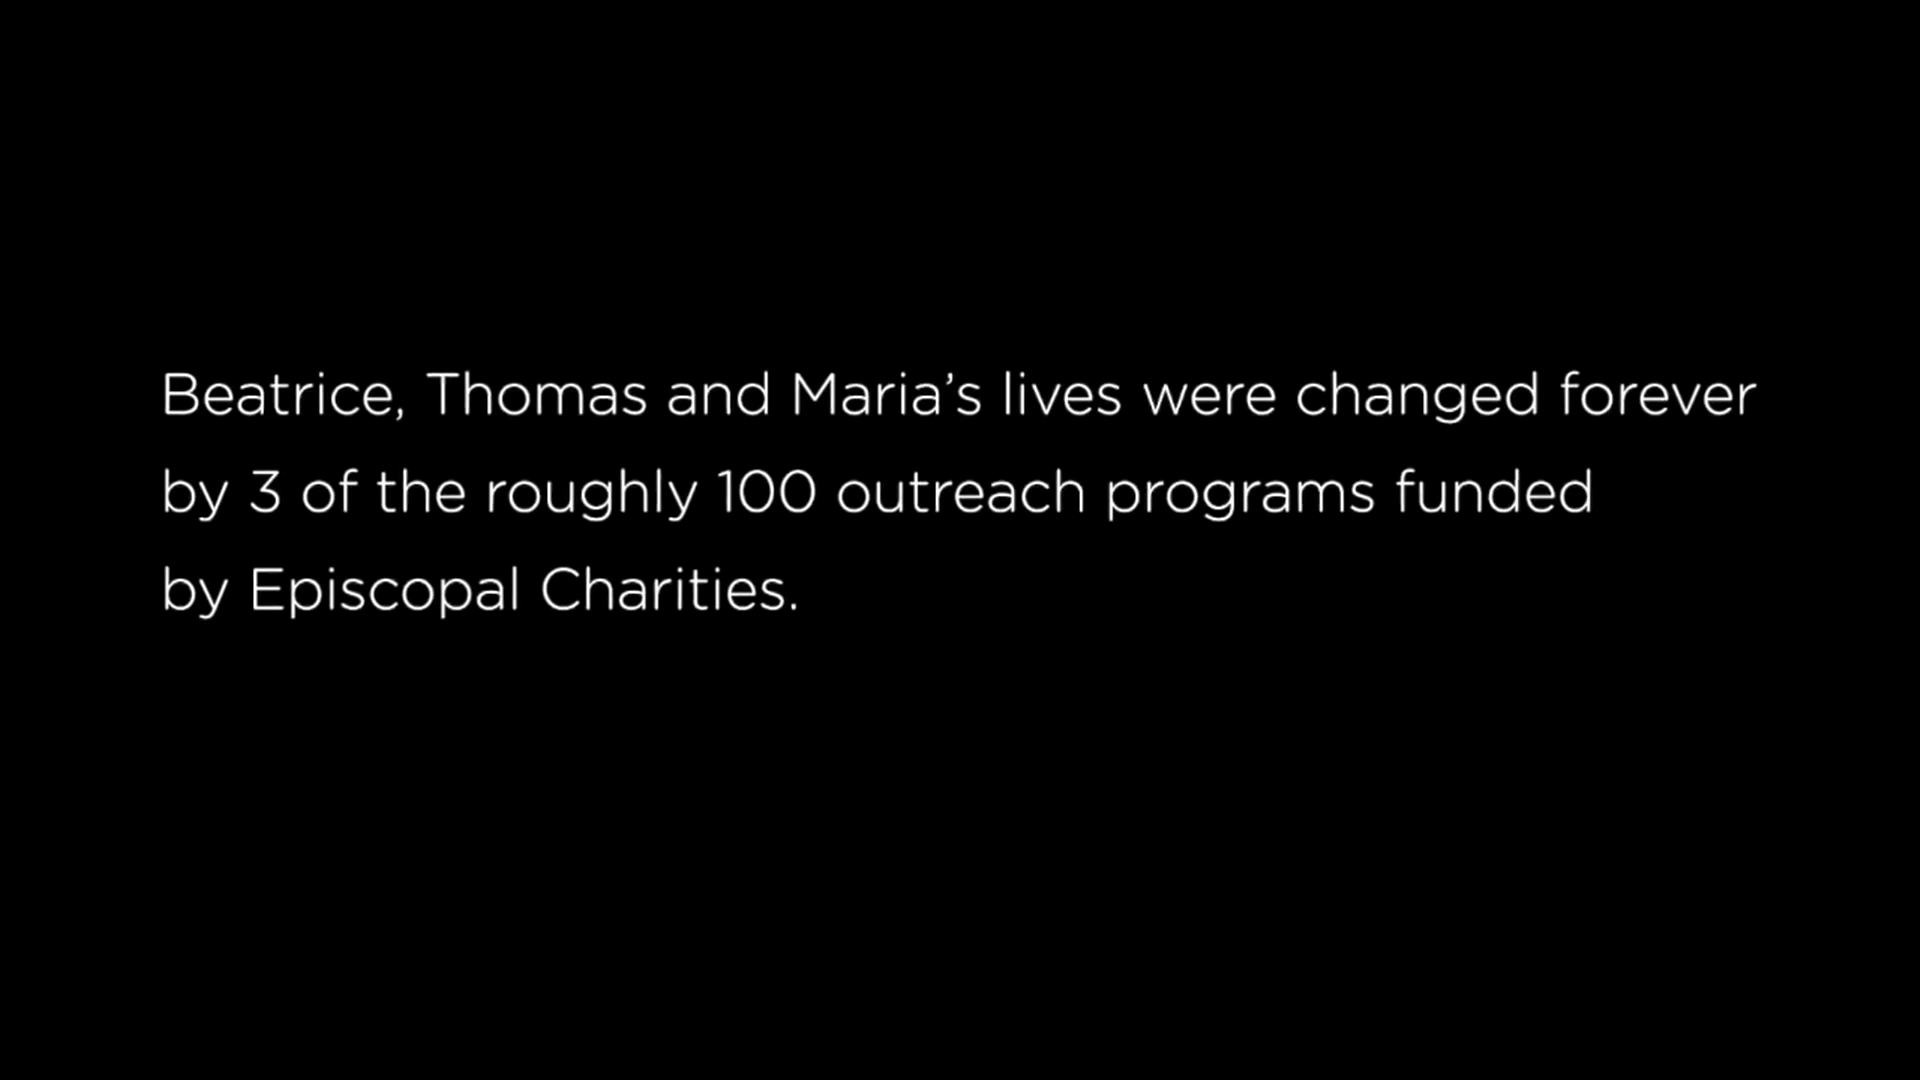 Beatrice, Thomas and Maria’s lives were changed forever
by 3 of the roughly 100 outreach programs funded
by Episcopal Charities.